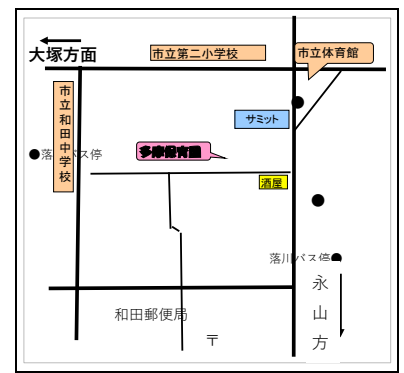 大塚方面
市立第二小学校
市立体育館
市立和田中学校
サミット
多摩保育園
落 バス停
酒屋
落川バス停
永山方
和田郵便局
〒